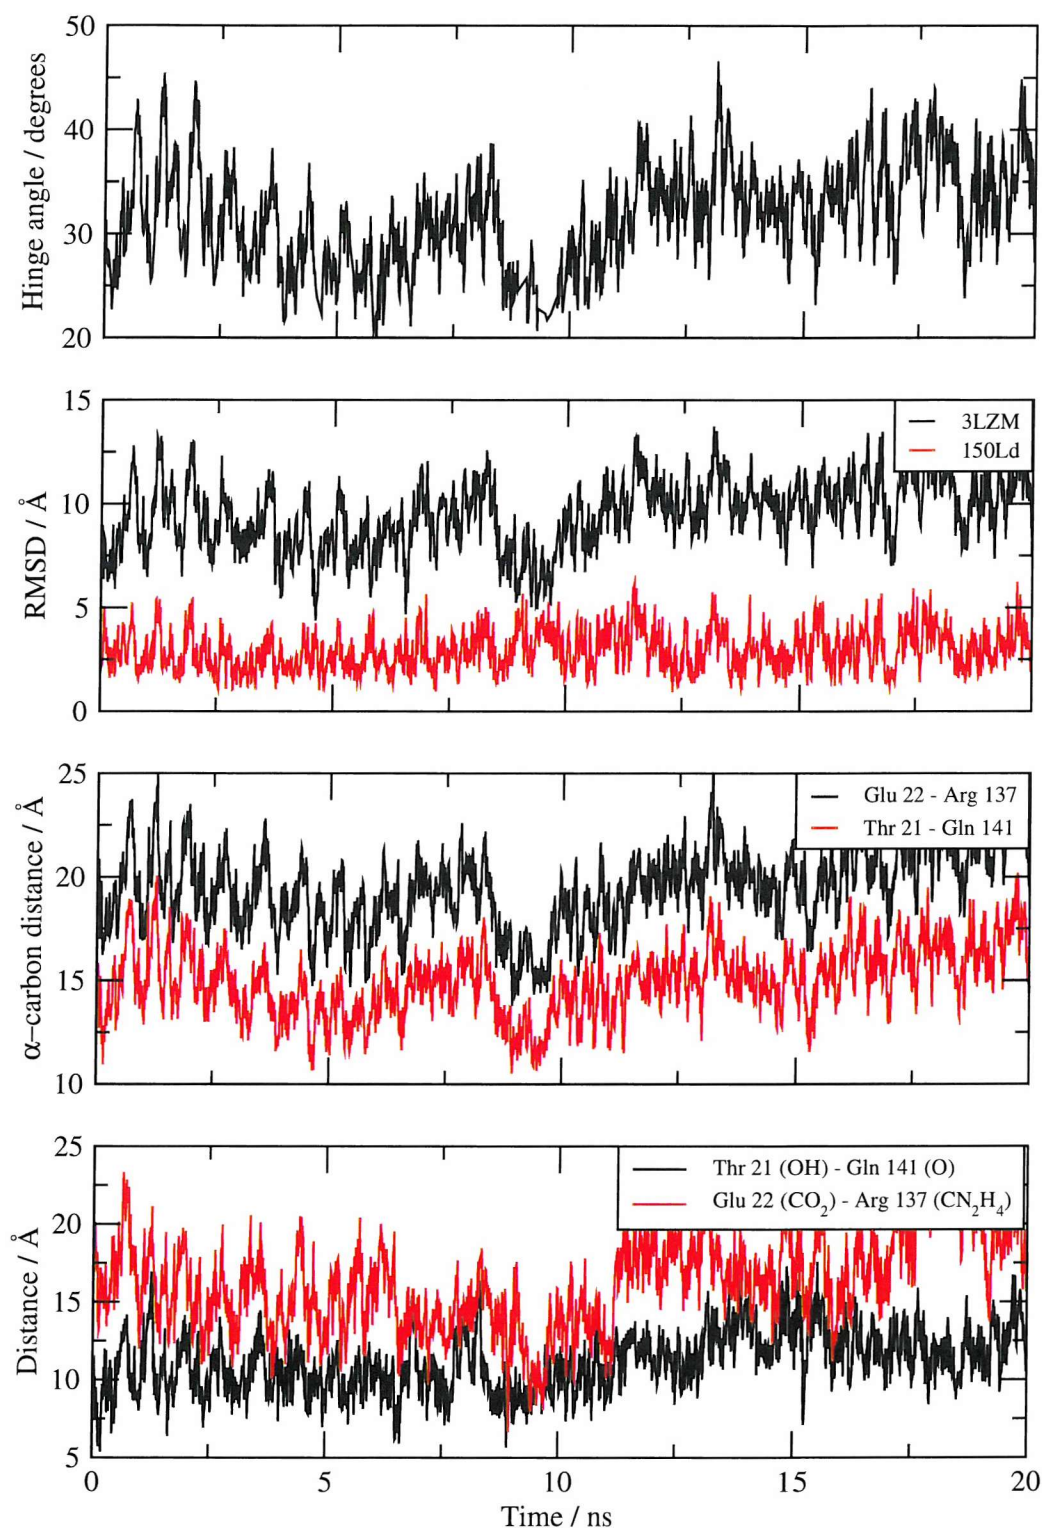 50
40
30
20
Hinge angle / degrees
15
10
5
0
RMSD / Å
3LZM
150Ld
25
20
15
10
α–carbon distance / Å
Glu 22 - Arg 137
Thr 21 - Gln 141
25
20
15
10
5
Distance / Å
Thr 21 (OH) - Gln 141 (O)
Glu 22 (CO₂) - Arg 137 (CN₂H₄)
0 5 10 15 20
Time / ns